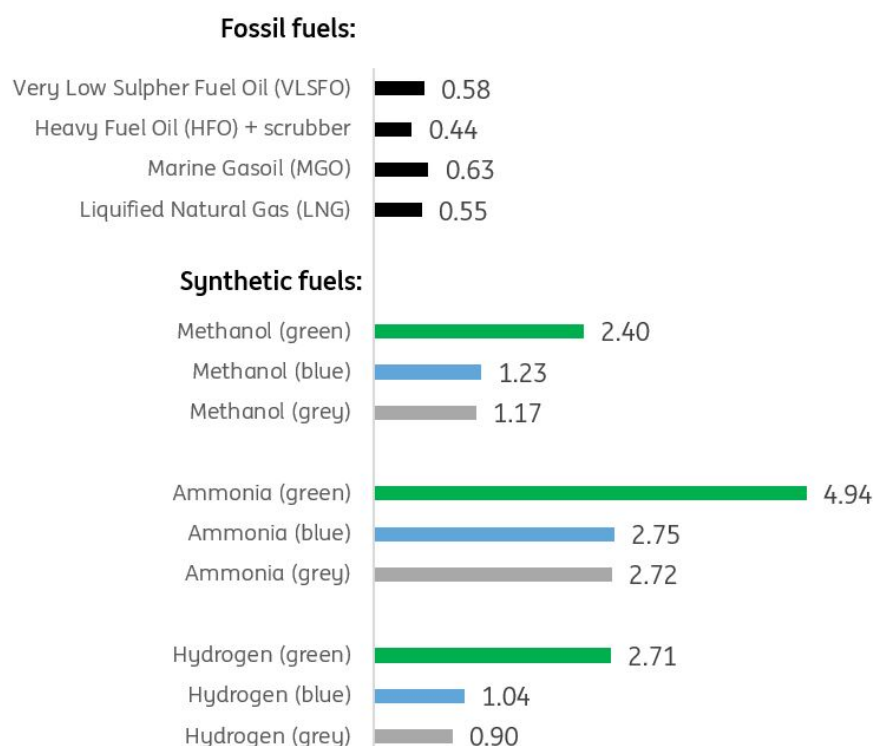 Fossil fuels:
Very Low Sulpher Fuel Oil (VLSFO) 0.58
Heavy Fuel Oil (HFO) + scrubber 0.44
Marine Gasoil (MGO) 0.63
Liquified Natural Gas (LNG) 0.55
Synthetic fuels:
Methanol (green) 2.40
Methanol (blue) 1.23
Methanol (grey) 1.17
Ammonia (green) 4.94
Ammonia (blue) 2.75
Ammonia (grey) 2.72
Hydrogen (green) 2.71
Hydrogen (blue) 1.04
Hydrogen (grey) 0.90